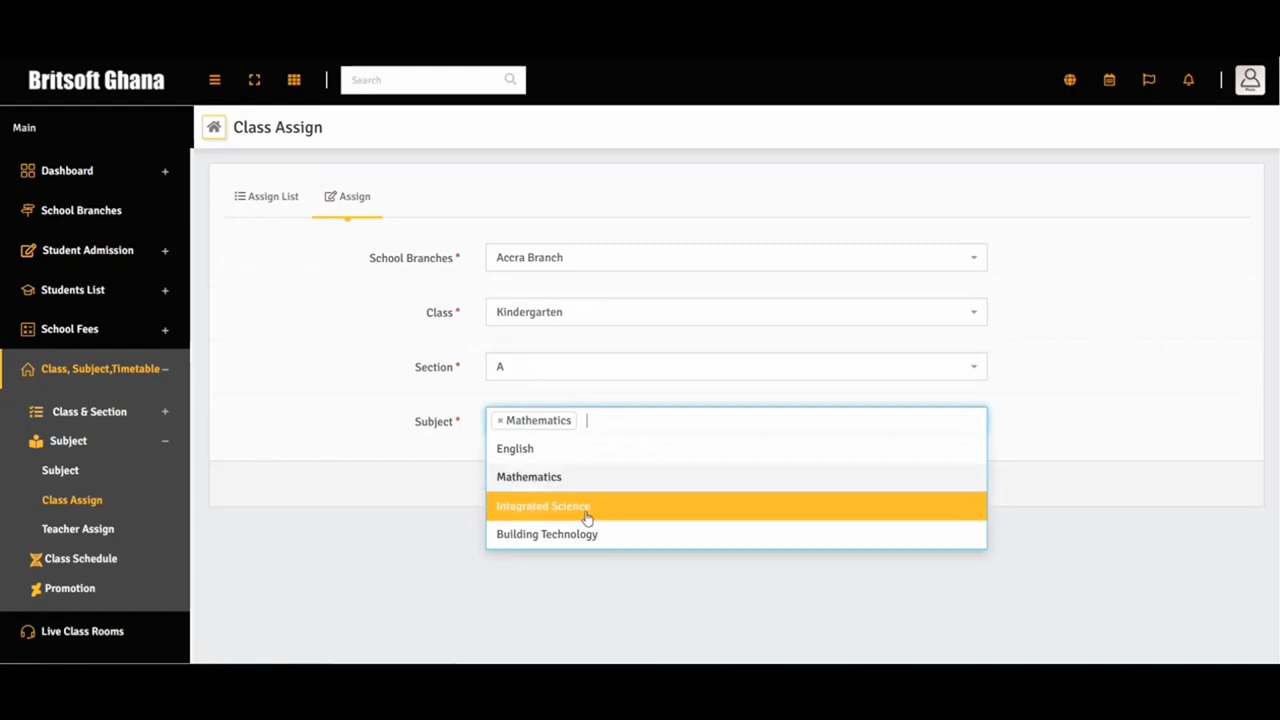 Britsoft Ghana
Search
Main
Class Assign
Dashboard +
School Branches
Student Admission +
Students List +
School Fees +
Class, Subject,Timetable –
Class & Section +
Subject –
Subject
Class Assign
Teacher Assign
Class Schedule
Promotion
Live Class Rooms
Assign List
Assign
School Branches *
Accra Branch
Class *
Kindergarten
Section *
A
Subject *
× Mathematics
English
Mathematics
Integrated Science
Building Technology